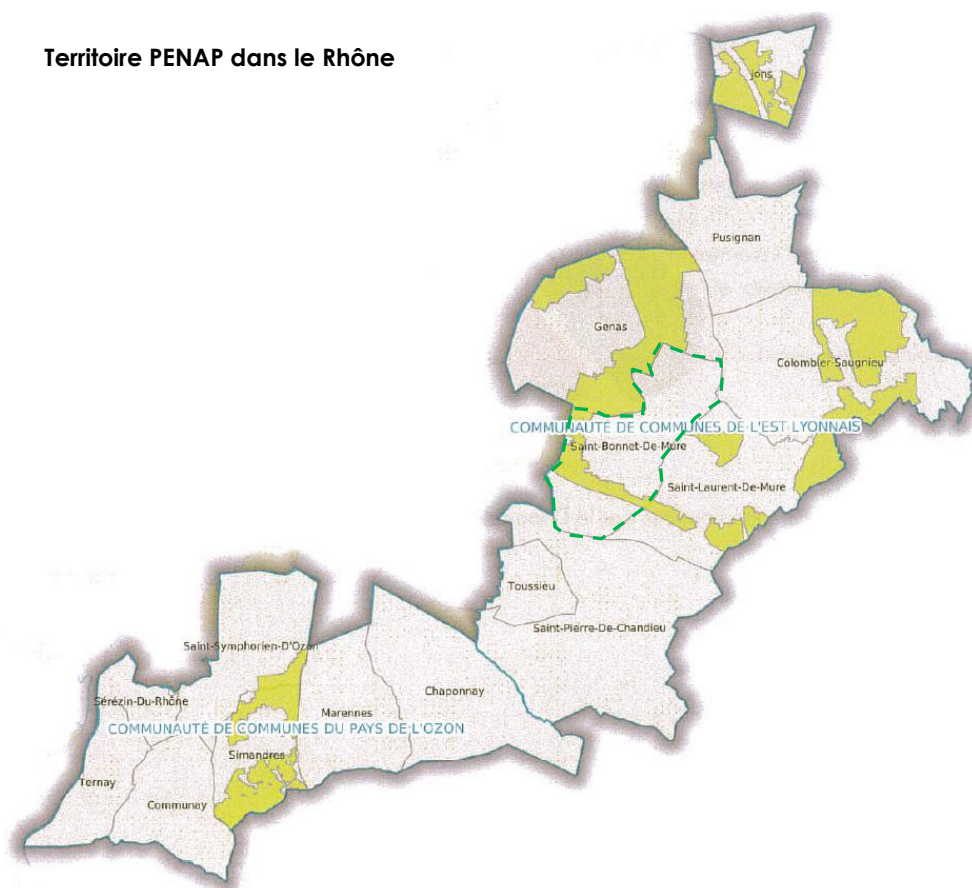 Territoire PENAP dans le Rhône
Jons
Pusignan
Genas
Colombier-Saugnieu
COMMUNAUTÉ DE COMMUNES DE L'EST LYONNAIS
Saint-Bonnet-De-Mure
Saint-Laurent-De-Mure
Toussieu
Saint-Pierre-De-Chandieu
Saint-Symphorien-D'Ozon
Chaponnay
Sérézin-Du-Rhône
Marennes
COMMUNAUTÉ DE COMMUNES DU PAYS DE L'OZON
Simandres
Ternay
Communay